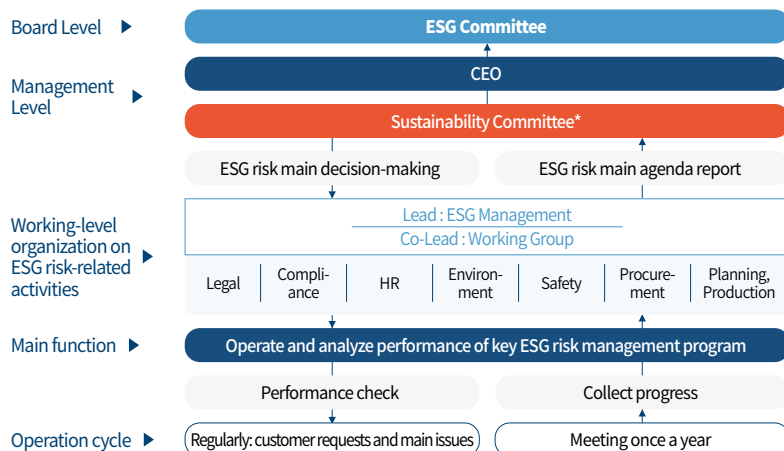 Board Level
ESG Committee
Management
Level
CEO
Sustainability Committee*
ESG risk main decision-making
ESG risk main agenda report
Working-level
organization on
ESG risk-related
activities
Lead : ESG Management
Co-Lead : Working Group
Legal
Compli-
ance
HR
Environ-
ment
Safety
Procure-
ment
Planning,
Production
Main function
Operate and analyze performance of key ESG risk management program
Performance check
Collect progress
Operation cycle
Regularly: customer requests and main issues
Meeting once a year